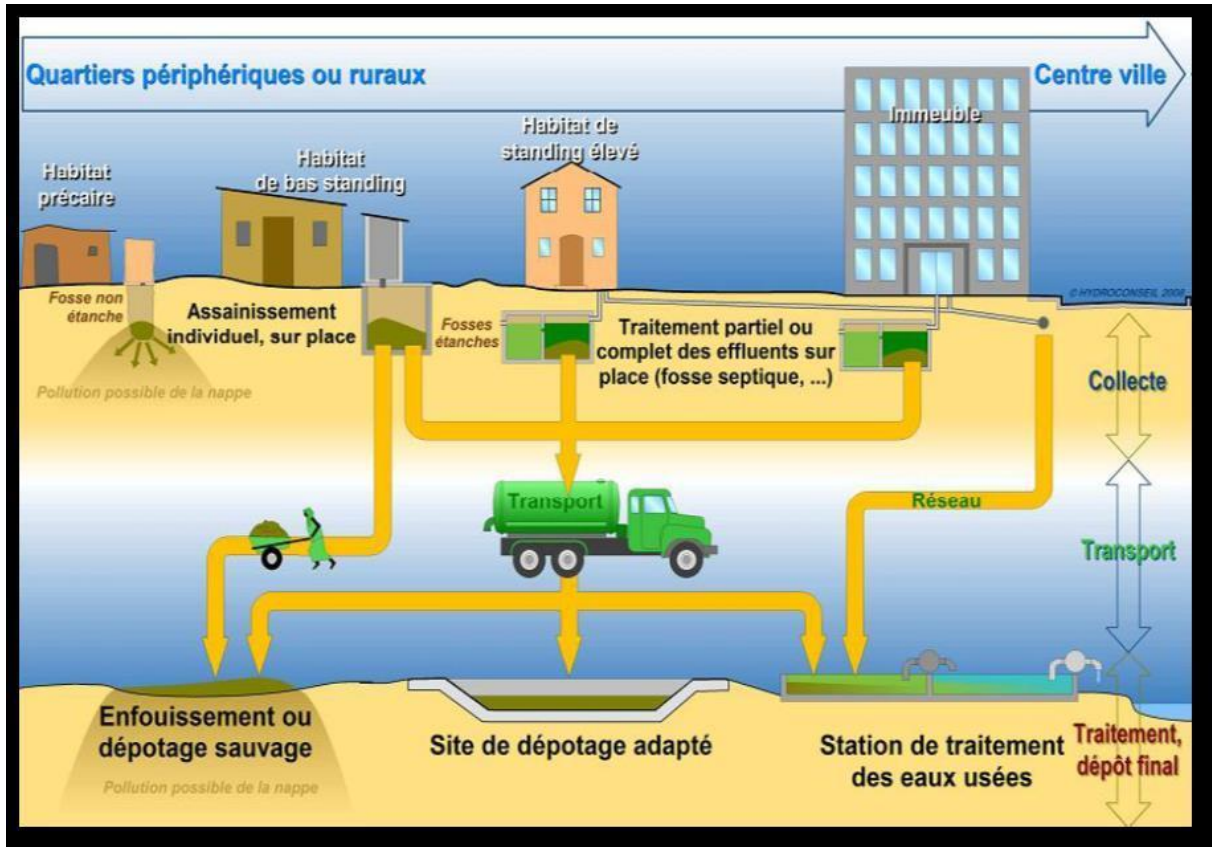 Quartiers périphériques ou ruraux
Centre ville
Habitat
précaire
Habitat
de bas standing
Habitat de
standing élevé
Immeuble
Fosse non
étanche
Pollution possible de la nappe
Assainissement
individuel, sur place
Fosses
étanches
Traitement partiel ou
complet des effluents sur
place (fosse septique, ...)
© HYDROCONSEIL 2008
Collecte
Transport
Réseau
Transport
Enfouissement ou
dépotage sauvage
Pollution possible de la nappe
Site de dépotage adapté
Station de traitement
des eaux usées
Traitement,
dépôt final